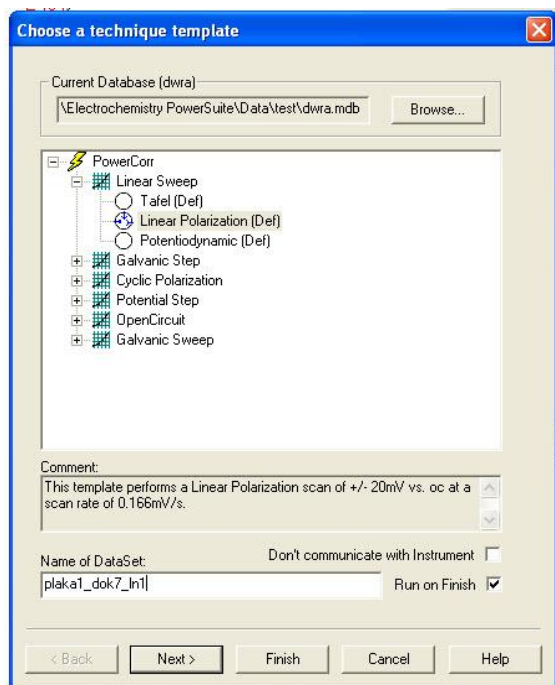 Choose a technique template
Current Database (dwra)
\Electrochemistry PowerSuite\Data\test\dwra.mdb
Browse...
PowerCorr
Linear Sweep
Tafel (Def)
Linear Polarization (Def)
Potentiodynamic (Def)
Galvanic Step
Cyclic Polarization
Potential Step
OpenCircuit
Galvanic Sweep
Comment:
This template performs a Linear Polarization scan of +/- 20mV vs. oc at a
scan rate of 0.166mV/s.
Name of DataSet:
Don't communicate with Instrument
plaka1_dok7_ln1
Run on Finish
< Back
Next >
Finish
Cancel
Help